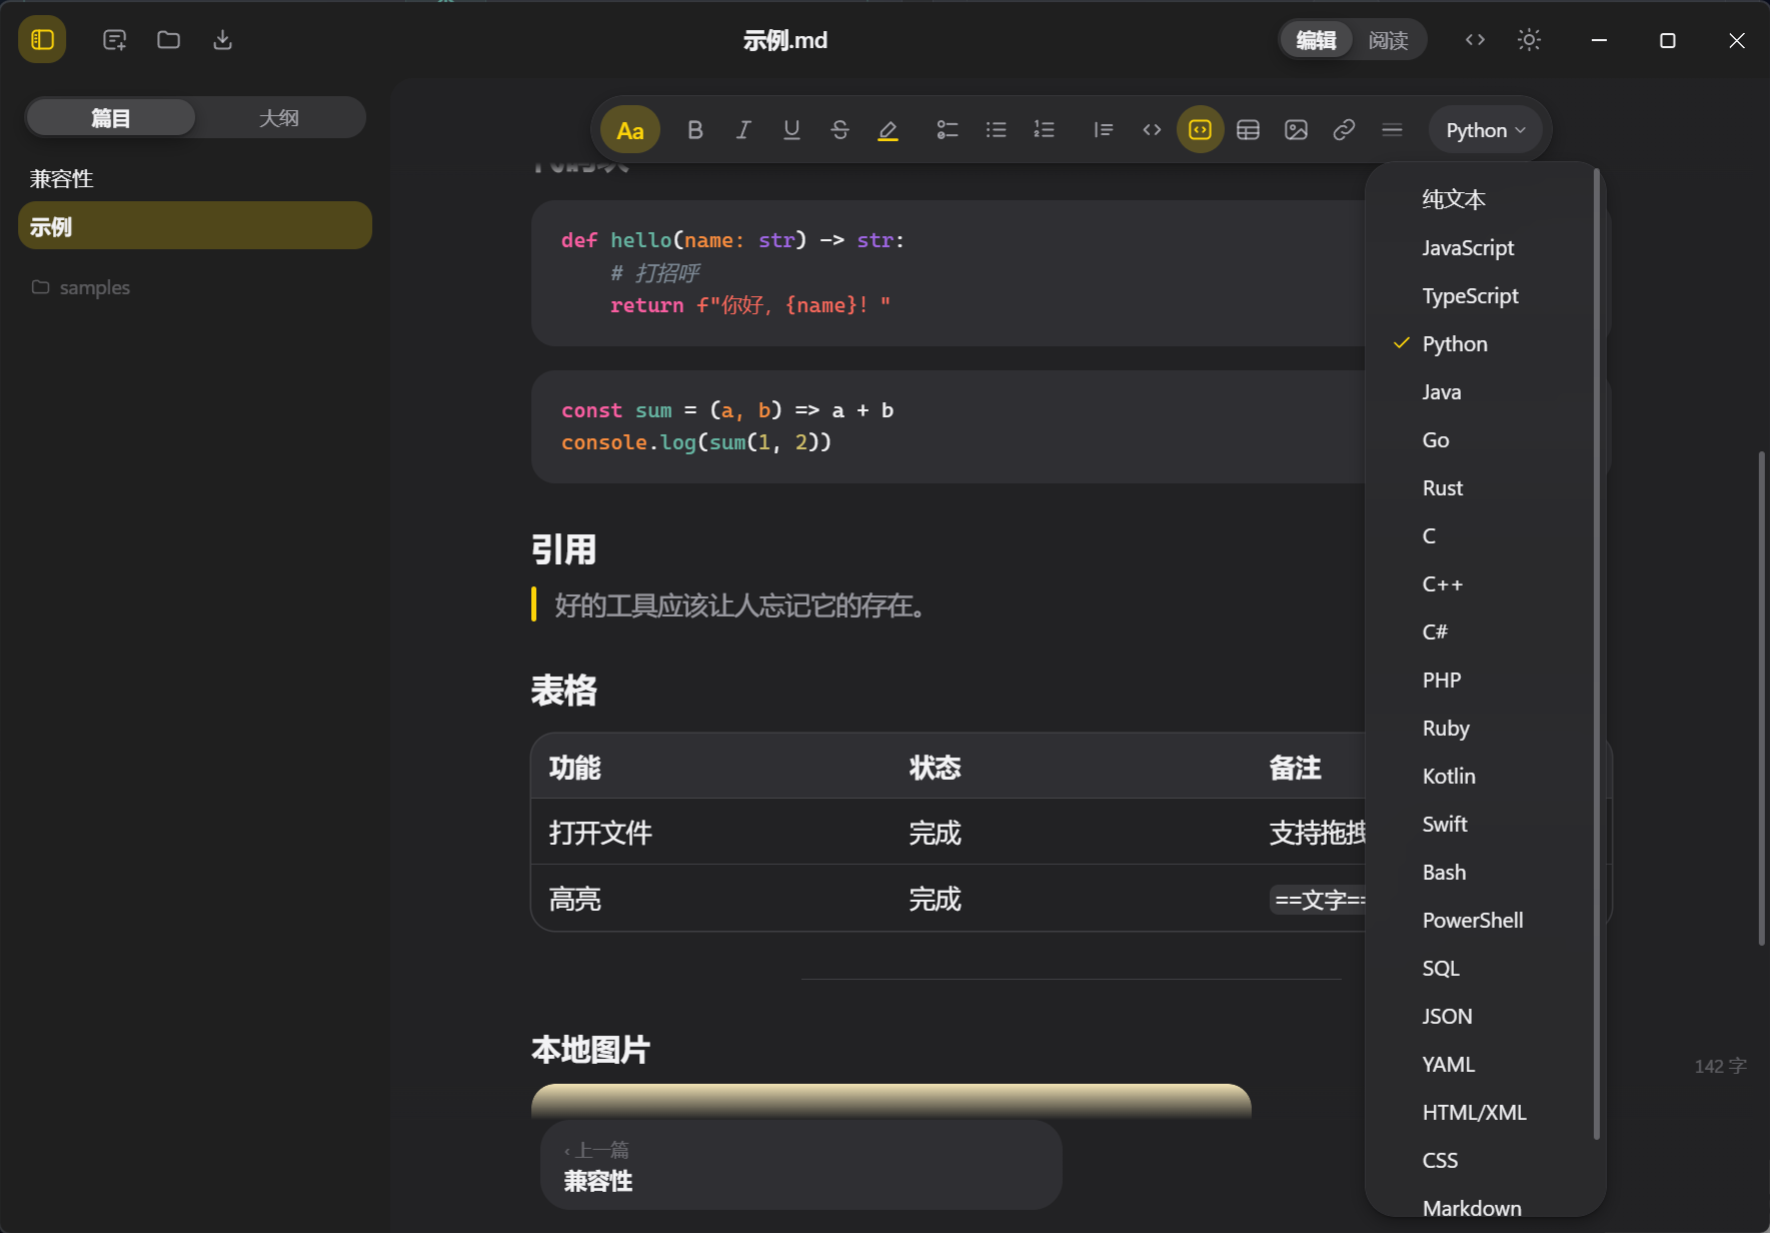 示例.md
编辑
阅读
篇目
大纲
兼容性
示例
samples
Aa
B
I
U
S
Python
def hello(name: str) -> str:
# 打招呼
return f"你好，{name}！"
const sum = (a, b) => a + b
console.log(sum(1, 2))
引用
好的工具应该让人忘记它的存在。
表格
功能 状态 备注
打开文件 完成 支持拖拽
高亮 完成 ==文字==
本地图片
‹ 上一篇
兼容性
纯文本
JavaScript
TypeScript
Python
Java
Go
Rust
C
C++
C#
PHP
Ruby
Kotlin
Swift
Bash
PowerShell
SQL
JSON
YAML
HTML/XML
CSS
Markdown
142 字